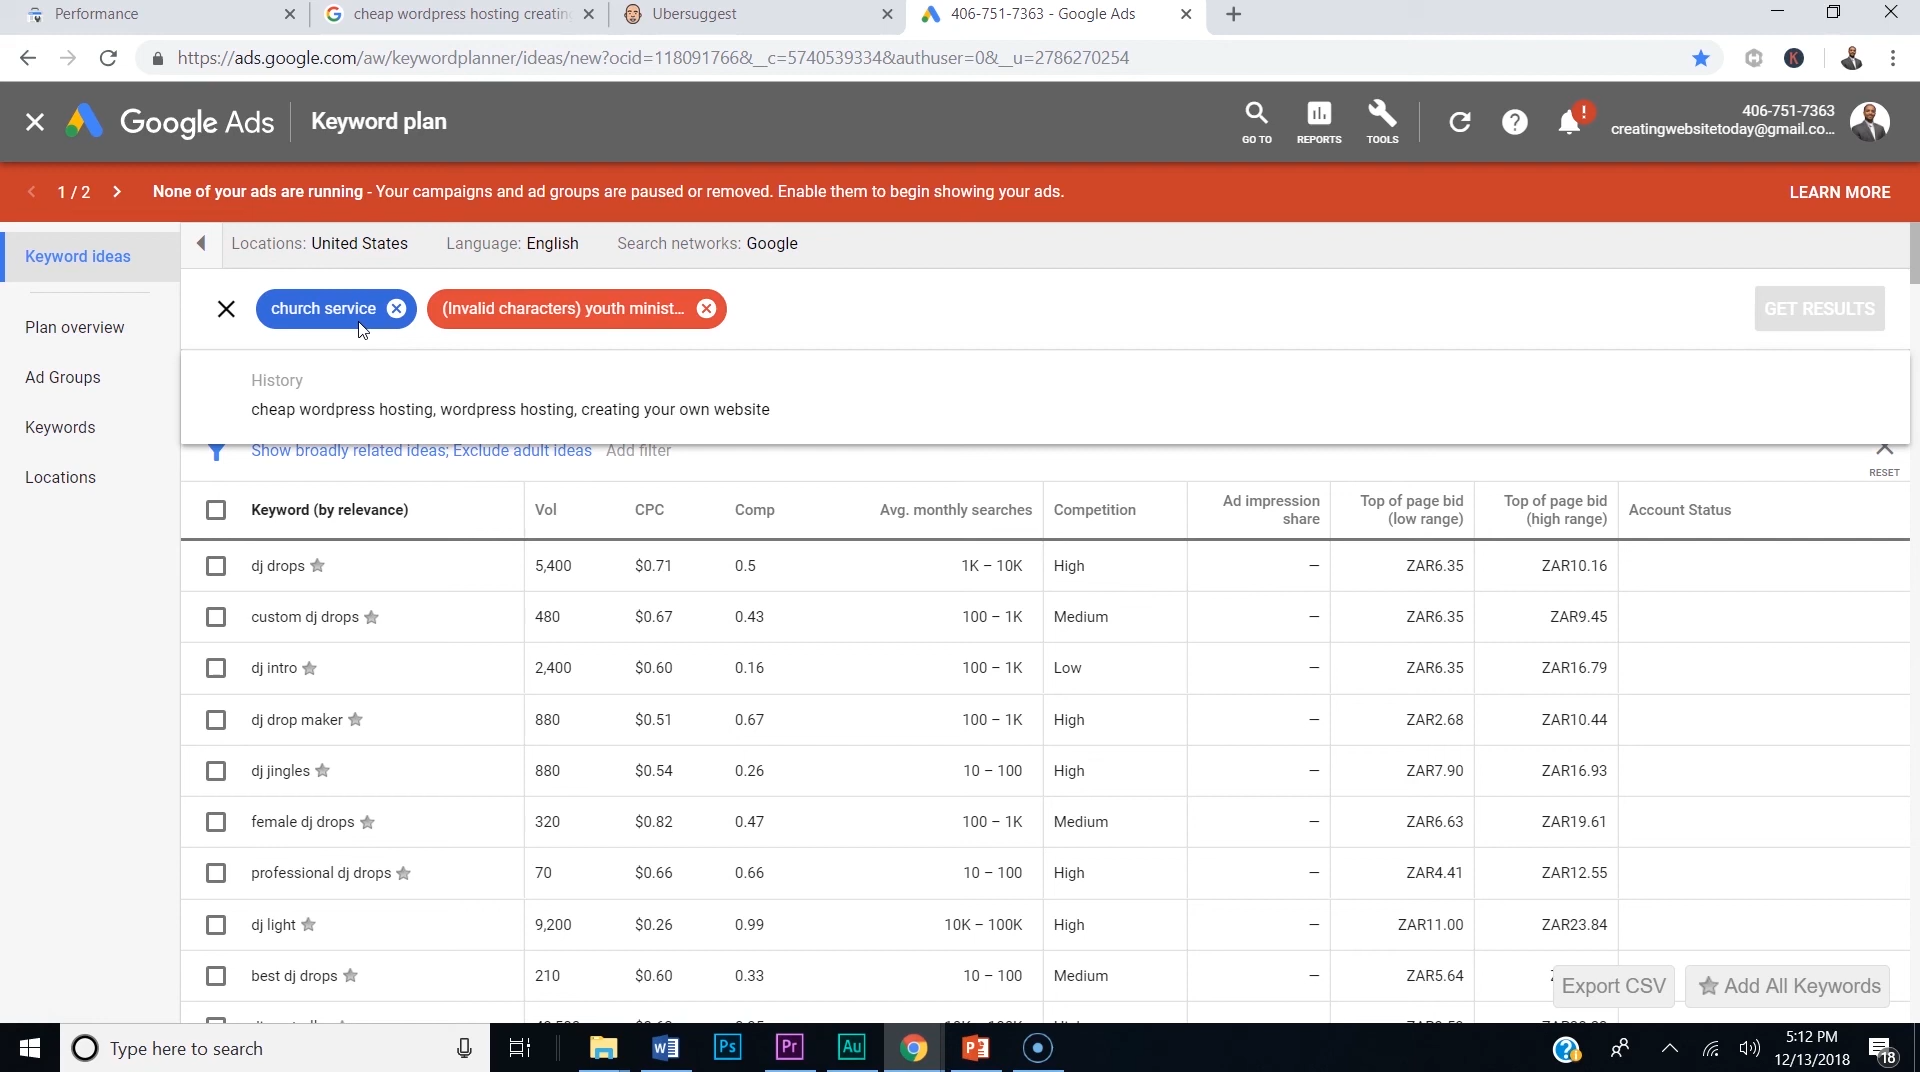 Performance
cheap wordpress hosting creatin
Ubersuggest
406-751-7363 - Google Ads
https://ads.google.com/aw/keywordplanner/ideas/new?ocid=118091766&__c=5740539334&authuser=0&__u=2786270254
K
Google Ads
Keyword plan
GO TO
REPORTS
TOOLS
406-751-7363
creatingwebsitetoday@gmail.co...
1 / 2
None of your ads are running - Your campaigns and ad groups are paused or removed. Enable them to begin showing your ads.
LEARN MORE
Keyword ideas
Plan overview
Ad Groups
Keywords
Locations
Locations: United States
Language: English
Search networks: Google
church service
(Invalid characters) youth minist...
GET RESULTS
History
cheap wordpress hosting, wordpress hosting, creating your own website
Show broadly related ideas; Exclude adult ideas
Add filter
RESET
Keyword (by relevance) Vol CPC Comp Avg. monthly searches Competition Ad impression share Top of page bid (low range) Top of page bid (high range) Account Status
dj drops 5,400 $0.71 0.5 1K – 10K High – ZAR6.35 ZAR10.16
custom dj drops 480 $0.67 0.43 100 – 1K Medium – ZAR6.35 ZAR9.45
dj intro 2,400 $0.60 0.16 100 – 1K Low – ZAR6.35 ZAR16.79
dj drop maker 880 $0.51 0.67 100 – 1K High – ZAR2.68 ZAR10.44
dj jingles 880 $0.54 0.26 10 – 100 High – ZAR7.90 ZAR16.93
female dj drops 320 $0.82 0.47 100 – 1K Medium – ZAR6.63 ZAR19.61
professional dj drops 70 $0.66 0.66 10 – 100 High – ZAR4.41 ZAR12.55
dj light 9,200 $0.26 0.99 10K – 100K High – ZAR11.00 ZAR23.84
best dj drops 210 $0.60 0.33 10 – 100 Medium – ZAR5.64
Export CSV
Add All Keywords
Type here to search
Ps
Pr
Au
5:12 PM
12/13/2018
18